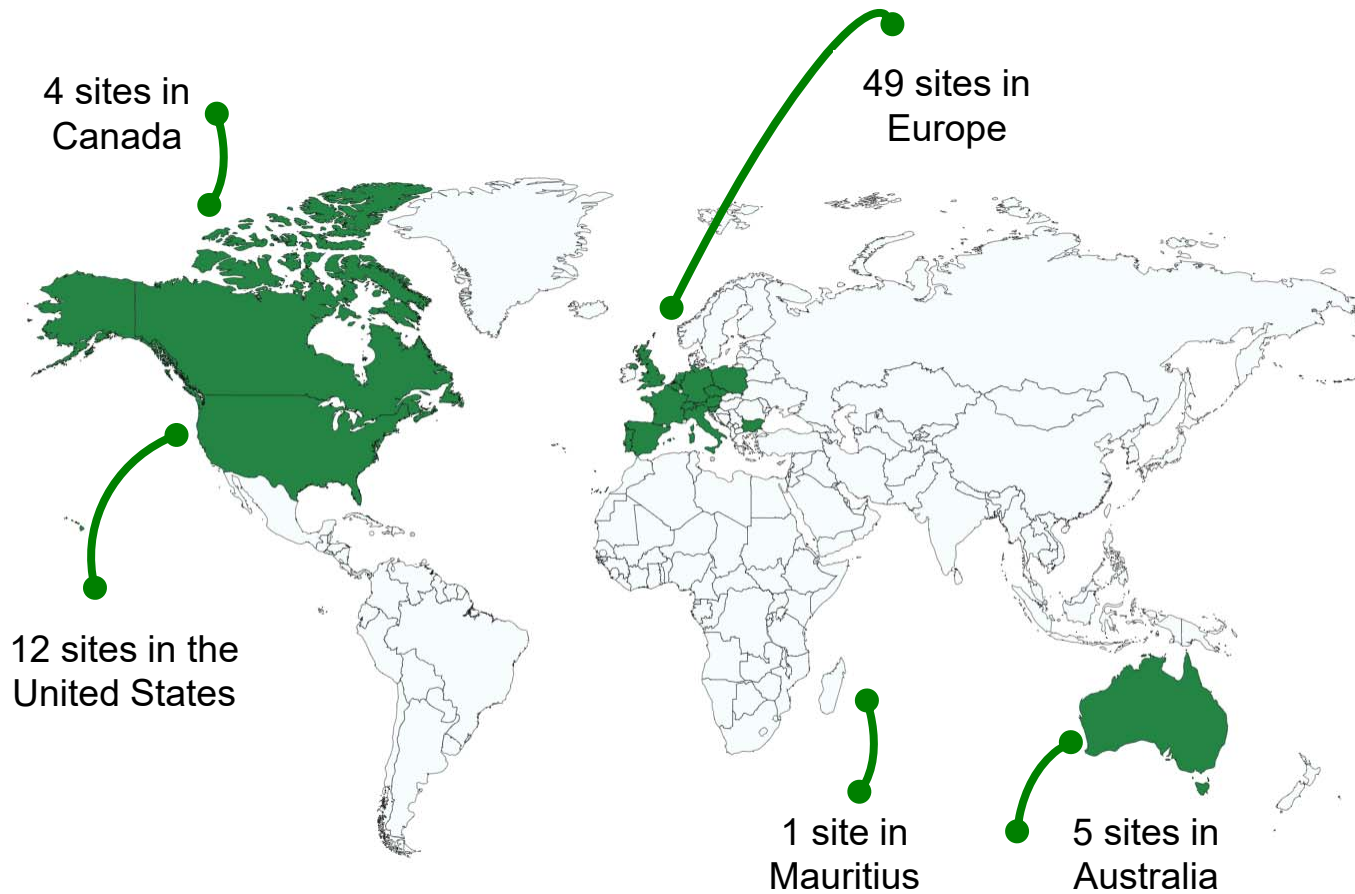 4 sites in
Canada
49 sites in
Europe
12 sites in the
United States
1 site in
Mauritius
5 sites in
Australia